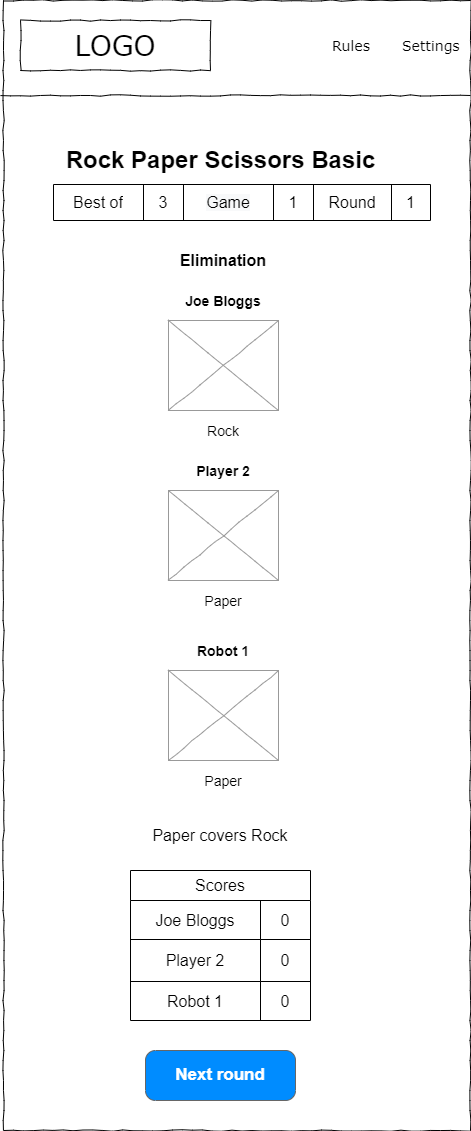 LOGO
Rules Settings
Rock Paper Scissors Basic
Best of 3 Game 1 Round 1
Elimination
Joe Bloggs
Rock
Player 2
Paper
Robot 1
Paper
Paper covers Rock
Scores
Joe Bloggs 0
Player 2 0
Robot 1 0
Next round